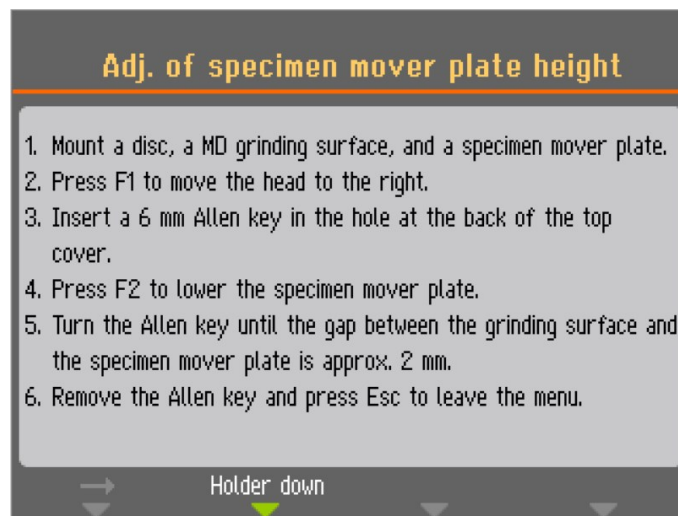 Adj. of specimen mover plate height
1. Mount a disc, a MD grinding surface, and a specimen mover plate.
2. Press F1 to move the head to the right.
3. Insert a 6 mm Allen key in the hole at the back of the top
cover.
4. Press F2 to lower the specimen mover plate.
5. Turn the Allen key until the gap between the grinding surface and
the specimen mover plate is approx. 2 mm.
6. Remove the Allen key and press Esc to leave the menu.
Holder down